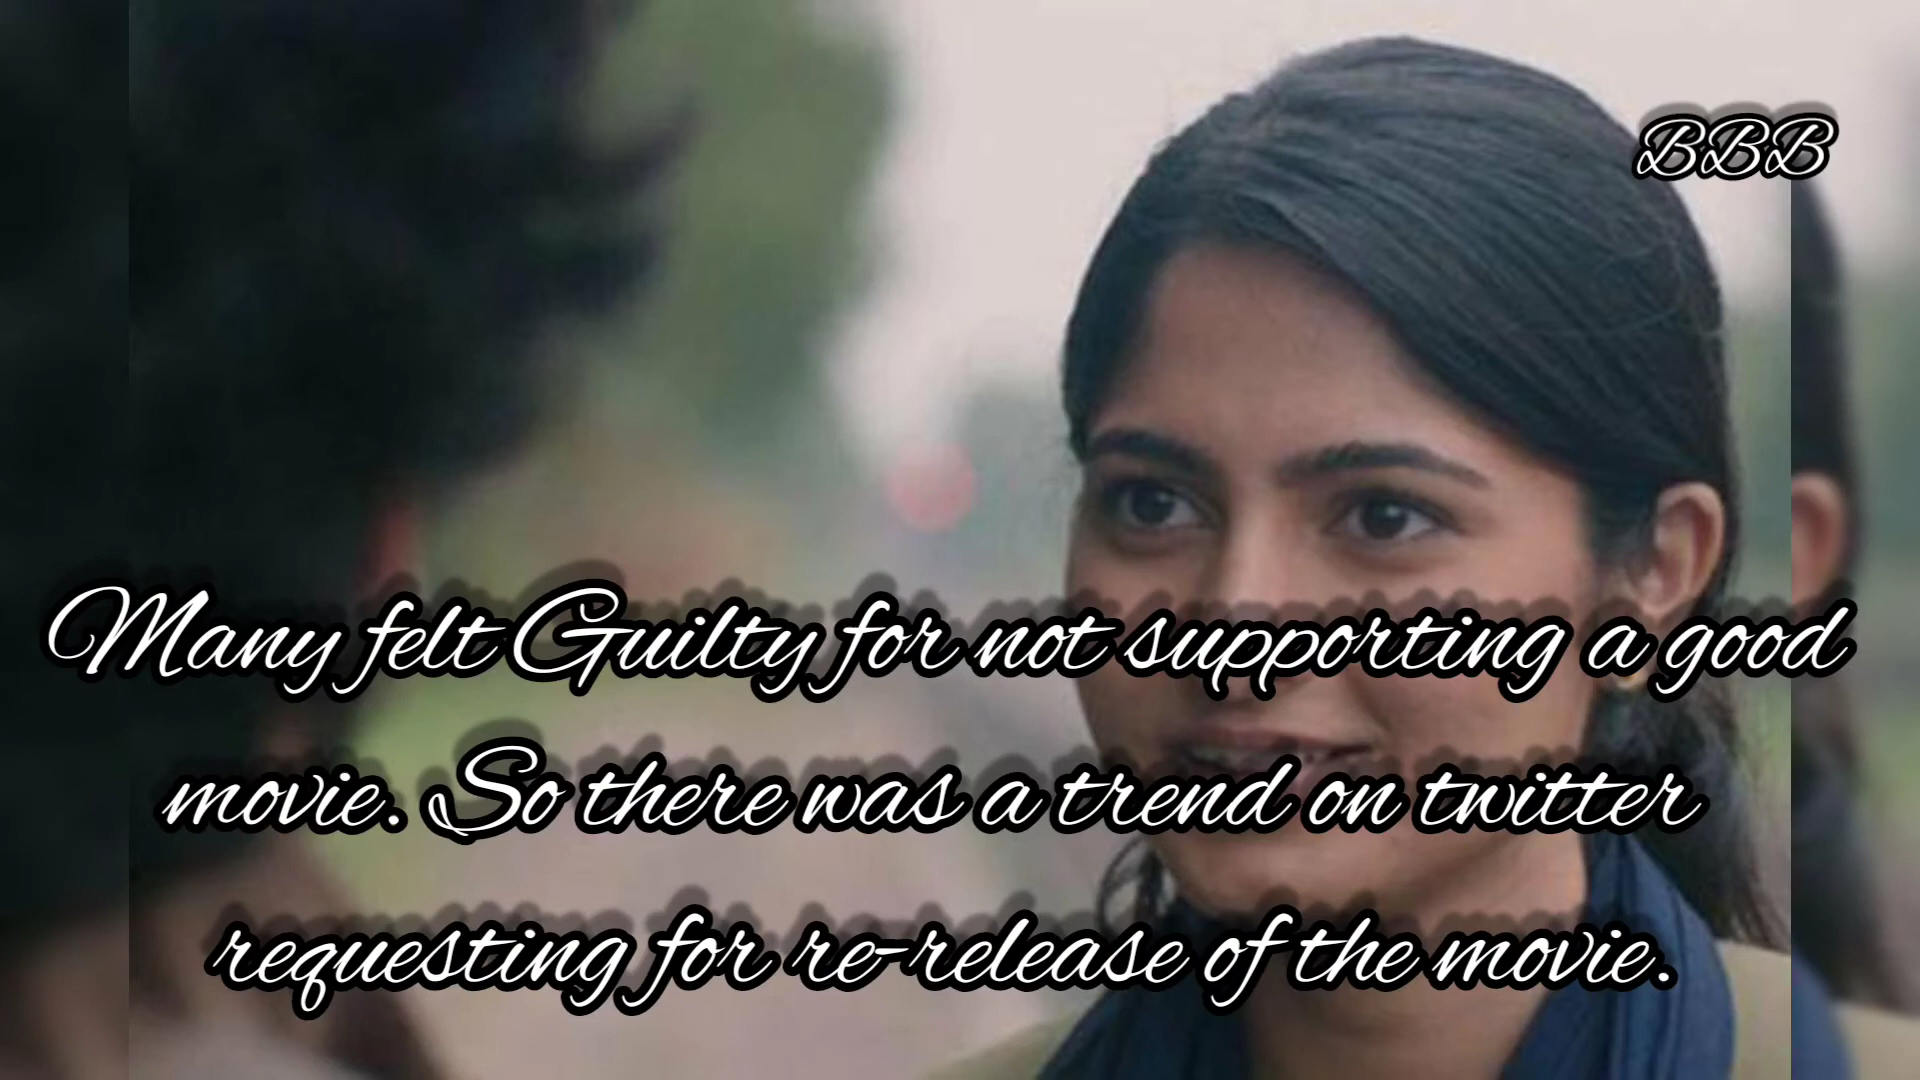 BBB
Many felt Guilty for not supporting a good
movie. So there was a trend on twitter
requesting for re-release of the movie.